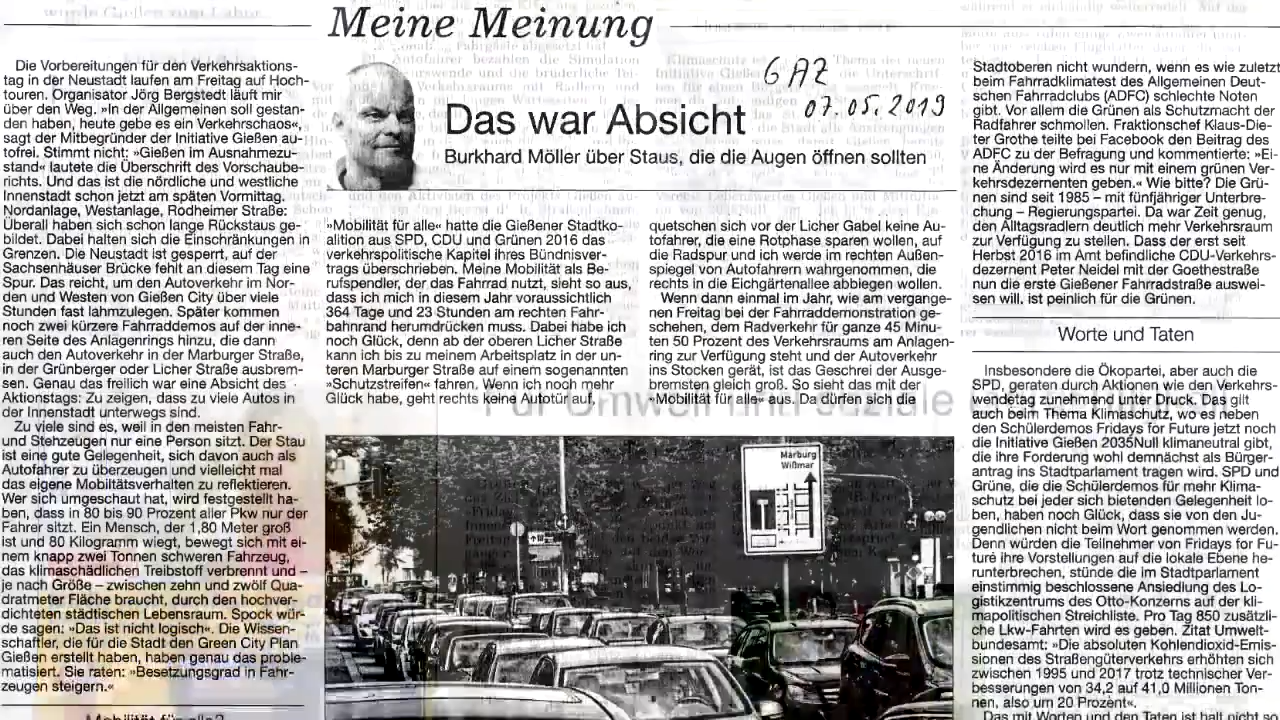 Meine Meinung
GAZ
07.05.2019
Das war Absicht
Burkhard Möller über Staus, die die Augen öffnen sollten
Die Vorbereitungen für den Verkehrsaktions-
tag in der Neustadt laufen am Freitag auf Hoch-
touren. Organisator Jörg Bergstedt läuft mir
über den Weg. »In der Allgemeinen soll gestan-
den haben, heute gebe es ein Verkehrschaos«,
sagt der Mitbegründer der Initiative Gießen au-
tofrei. Stimmt nicht: »Gießen im Ausnahmezu-
stand« lautete die Überschrift des Vorschaube-
richts. Und das ist die nördliche und westliche
Innenstadt schon jetzt am späten Vormittag.
Nordanlage, Westanlage, Rodheimer Straße:
Überall haben sich schon lange Rückstaus ge-
bildet. Dabei halten sich die Einschränkungen in
Grenzen. Die Neustadt ist gesperrt, auf der
Sachsenhäuser Brücke fehlt an diesem Tag eine
Spur. Das reicht, um den Autoverkehr im Nor-
den und Westen von Gießen City über viele
Stunden fast lahmzulegen. Später kommen
noch zwei kürzere Fahrraddemos auf der inne-
ren Seite des Anlagenrings hinzu, die dann
auch den Autoverkehr in der Marburger Straße,
in der Grünberger oder Licher Straße ausbrem-
sen. Genau das freilich war eine Absicht des
Aktionstags: Zu zeigen, dass zu viele Autos in
der Innenstadt unterwegs sind.
Zu viele sind es, weil in den meisten Fahr-
und Stehzeugen nur eine Person sitzt. Der Stau
ist eine gute Gelegenheit, sich davon auch als
Autofahrer zu überzeugen und vielleicht mal
das eigene Mobilitätsverhalten zu reflektieren.
Wer sich umgeschaut hat, wird festgestellt ha-
ben, dass in 80 bis 90 Prozent aller Pkw nur der
Fahrer sitzt. Ein Mensch, der 1,80 Meter groß
ist und 80 Kilogramm wiegt, bewegt sich mit ei-
nem knapp zwei Tonnen schweren Fahrzeug,
das klimaschädlichen Treibstoff verbrennt und –
je nach Größe – zwischen zehn und zwölf Qua-
dratmeter Fläche braucht, durch den hochver-
dichteten städtischen Lebensraum. Spock wür-
de sagen: »Das ist nicht logisch«. Die Wissen-
schaftler, die für die Stadt den Green City Plan
Gießen erstellt haben, haben genau das proble-
matisiert. Sie raten: »Besetzungsgrad in Fahr-
zeugen steigern.«
Mobilität für alle?
»Mobilität für alle« hatte die Gießener Stadtko-
alition aus SPD, CDU und Grünen 2016 das
verkehrspolitische Kapitel ihres Bündnisver-
trags überschrieben. Meine Mobilität als Be-
rufspendler, der das Fahrrad nutzt, sieht so aus,
dass ich mich in diesem Jahr voraussichtlich
364 Tage und 23 Stunden am rechten Fahr-
bahnrand herumdrücken muss. Dabei habe ich
noch Glück, denn ab der oberen Licher Straße
kann ich bis zu meinem Arbeitsplatz in der un-
teren Marburger Straße auf einem sogenannten
»Schutzstreifen« fahren. Wenn ich noch mehr
Glück habe, geht rechts keine Autotür auf,
quetschen sich vor der Licher Gabel keine Au-
tofahrer, die eine Rotphase sparen wollen, auf
die Radspur und ich werde im rechten Außen-
spiegel von Autofahrern wahrgenommen, die
rechts in die Eichgärtenallee abbiegen wollen.
Wenn dann einmal im Jahr, wie am vergange-
nen Freitag bei der Fahrraddemonstration ge-
schehen, dem Radverkehr für ganze 45 Minu-
ten 50 Prozent des Verkehrsraums am Anlagen-
ring zur Verfügung steht und der Autoverkehr
ins Stocken gerät, ist das Geschrei der Ausge-
bremsten gleich groß. So sieht das mit der
»Mobilität für alle« aus. Da dürfen sich die
Für Umwelt und soziale
Marburg
Wißmar
Stadtoberen nicht wundern, wenn es wie zuletzt
beim Fahrradklimatest des Allgemeinen Deut-
schen Fahrradclubs (ADFC) schlechte Noten
gibt. Vor allem die Grünen als Schutzmacht der
Radfahrer schmollen. Fraktionschef Klaus-Die-
ter Grothe teilte bei Facebook den Beitrag des
ADFC zu der Befragung und kommentierte: »Ei-
ne Änderung wird es nur mit einem grünen Ver-
kehrsdezernenten geben.« Wie bitte? Die Grü-
nen sind seit 1985 – mit fünfjähriger Unterbre-
chung – Regierungspartei. Da war Zeit genug,
den Alltagsradlern deutlich mehr Verkehrsraum
zur Verfügung zu stellen. Dass der erst seit
Herbst 2016 im Amt befindliche CDU-Verkehrs-
dezernent Peter Neidel mit der Goethestraße
nun die erste Gießener Fahrradstraße auswei-
sen will, ist peinlich für die Grünen.
Worte und Taten
Insbesondere die Ökopartei, aber auch die
SPD, geraten durch Aktionen wie den Verkehrs-
wendetag zunehmend unter Druck. Das gilt
auch beim Thema Klimaschutz, wo es neben
den Schülerdemos Fridays for Future jetzt noch
die Initiative Gießen 2035Null klimaneutral gibt,
die ihre Forderung wohl demnächst als Bürger-
antrag ins Stadtparlament tragen wird. SPD und
Grüne, die die Schülerdemos für mehr Klima-
schutz bei jeder sich bietenden Gelegenheit lo-
ben, haben noch Glück, dass sie von den Ju-
gendlichen nicht beim Wort genommen werden.
Denn würden die Teilnehmer von Fridays for Fu-
ture ihre Vorstellungen auf die lokale Ebene he-
runterbrechen, stünde die im Stadtparlament
einstimmig beschlossene Ansiedlung des Lo-
gistikzentrums des Otto-Konzerns auf der kli-
mapolitischen Streichliste. Pro Tag 850 zusätzli-
che Lkw-Fahrten wird es geben. Zitat Umwelt-
bundesamt: »Die absoluten Kohlendioxid-Emis-
sionen des Straßengüterverkehrs erhöhten sich
zwischen 1995 und 2017 trotz technischer Ver-
besserungen von 34,2 auf 41,0 Millionen Ton-
nen, also um 20 Prozent«.
Das mit Worten und den Taten ist halt nicht so